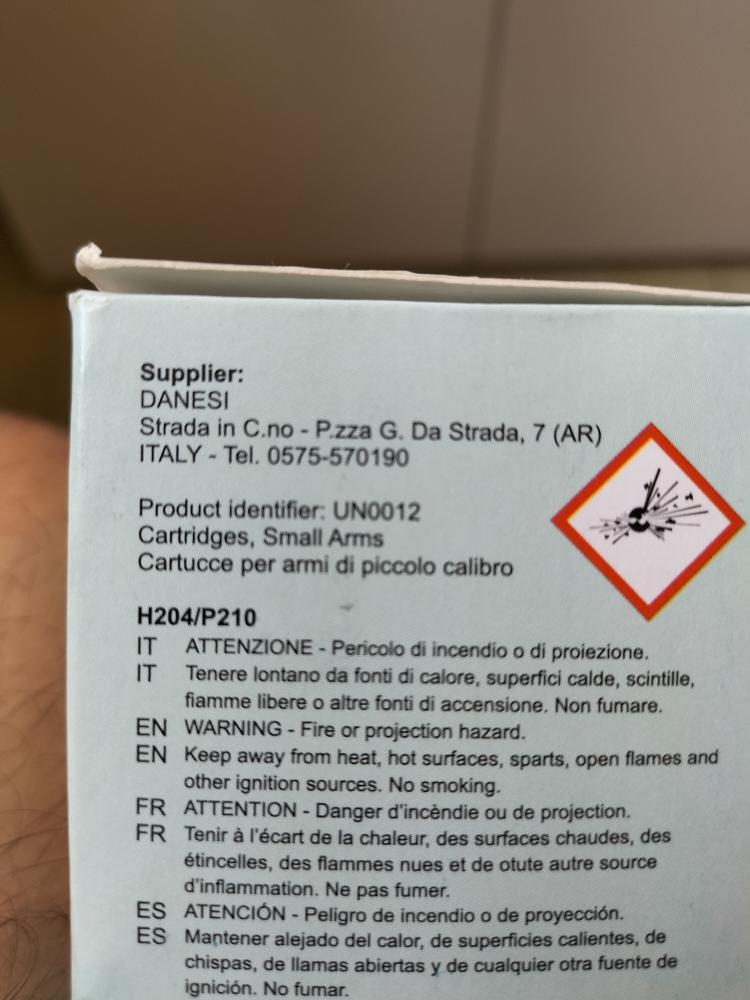 Supplier:
DANESI
Strada in C.no - P.zza G. Da Strada, 7 (AR)
ITALY - Tel. 0575-570190
Product identifier: UN0012
Cartridges, Small Arms
Cartucce per armi di piccolo calibro
H204/P210
IT ATTENZIONE - Pericolo di incendio o di proiezione.
IT Tenere lontano da fonti di calore, superfici calde, scintille,
fiamme libere o altre fonti di accensione. Non fumare.
EN WARNING - Fire or projection hazard.
EN Keep away from heat, hot surfaces, sparts, open flames and
other ignition sources. No smoking.
FR ATTENTION - Danger d'incèndie ou de projection.
FR Tenir à l'écart de la chaleur, des surfaces chaudes, des
étincelles, des flammes nues et de otute autre source
d'inflammation. Ne pas fumer.
ES ATENCIÓN - Peligro de incendio o de proyección.
ES Mantener alejado del calor, de superficies calientes, de
chispas, de llamas abiertas y de cualquier otra fuente de
ignición. No fumar.